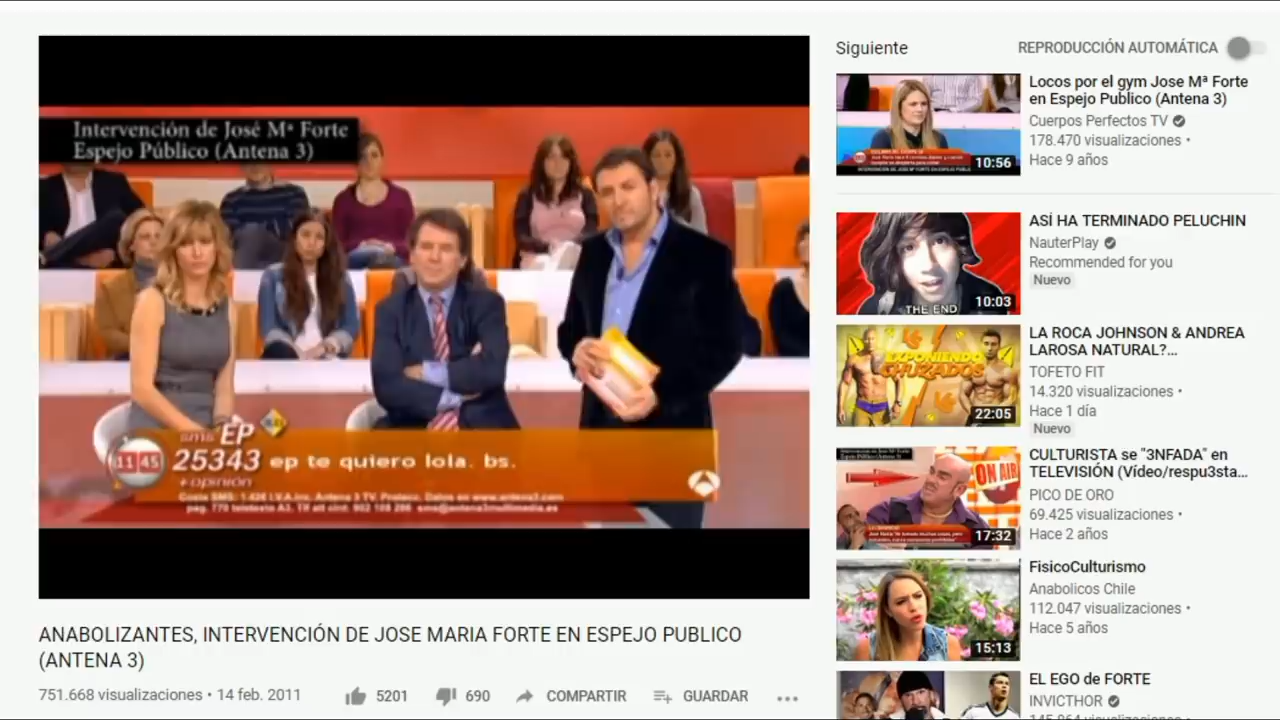 Siguiente
REPRODUCCIÓN AUTOMÁTICA
Intervención de José Mª Forte
Espejo Público (Antena 3)
sms EP
11 45
25343 ep te quiero lola. bs.
+opinión
ANABOLIZANTES, INTERVENCIÓN DE JOSE MARIA FORTE EN ESPEJO PUBLICO
(ANTENA 3)
751.668 visualizaciones • 14 feb. 2011
5201
690
COMPARTIR
GUARDAR
10:56
Locos por el gym Jose Mª Forte
en Espejo Publico (Antena 3)
Cuerpos Perfectos TV
178.470 visualizaciones •
Hace 9 años
THE END
10:03
ASÍ HA TERMINADO PELUCHIN
NauterPlay
Recommended for you
Nuevo
EXPONIENDO
CHUZADOS
22:05
LA ROCA JOHNSON & ANDREA
LAROSA NATURAL?...
TOFETO FIT
14.320 visualizaciones •
Hace 1 día
Nuevo
ON AIR
17:32
CULTURISTA se "3NFADA" en
TELEVISIÓN (Vídeo/respu3sta...
PICO DE ORO
69.425 visualizaciones •
Hace 2 años
15:13
FisicoCulturismo
Anabolicos Chile
112.047 visualizaciones •
Hace 5 años
EL EGO de FORTE
INVICTHOR